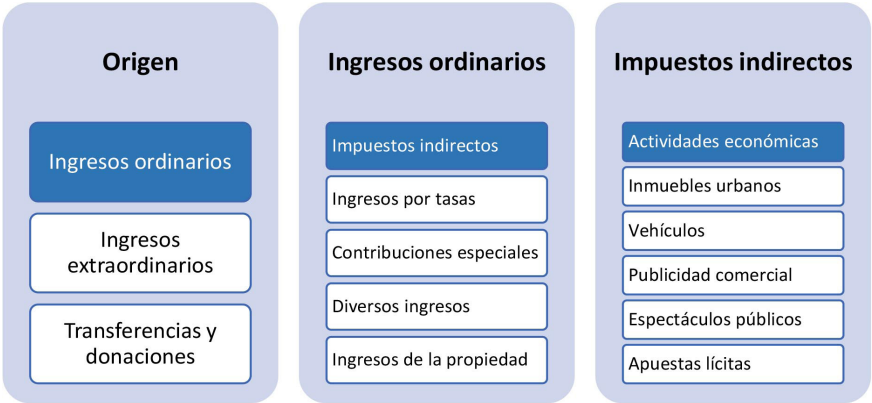 Origen
Ingresos ordinarios
Ingresos
extraordinarios
Transferencias y
donaciones
Ingresos ordinarios
Impuestos indirectos
Ingresos por tasas
Contribuciones especiales
Diversos ingresos
Ingresos de la propiedad
Impuestos indirectos
Actividades económicas
Inmuebles urbanos
Vehículos
Publicidad comercial
Espectáculos públicos
Apuestas lícitas